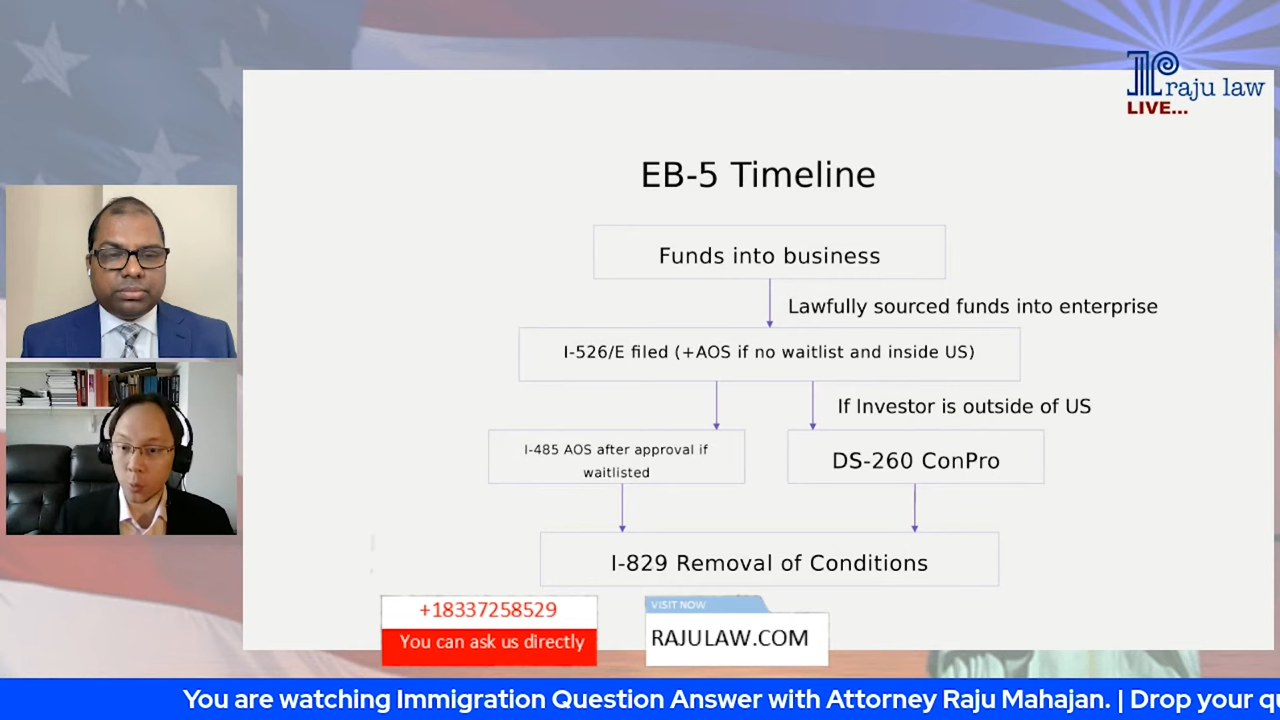 raju law
LIVE...
EB-5 Timeline
Funds into business
Lawfully sourced funds into enterprise
I-526/E filed (+AOS if no waitlist and inside US)
If Investor is outside of US
I-485 AOS after approval if
waitlisted
DS-260 ConPro
I-829 Removal of Conditions
+18337258529
You can ask us directly
VISIT NOW
RAJULAW.COM
You are watching Immigration Question Answer with Attorney Raju Mahajan. | Drop your